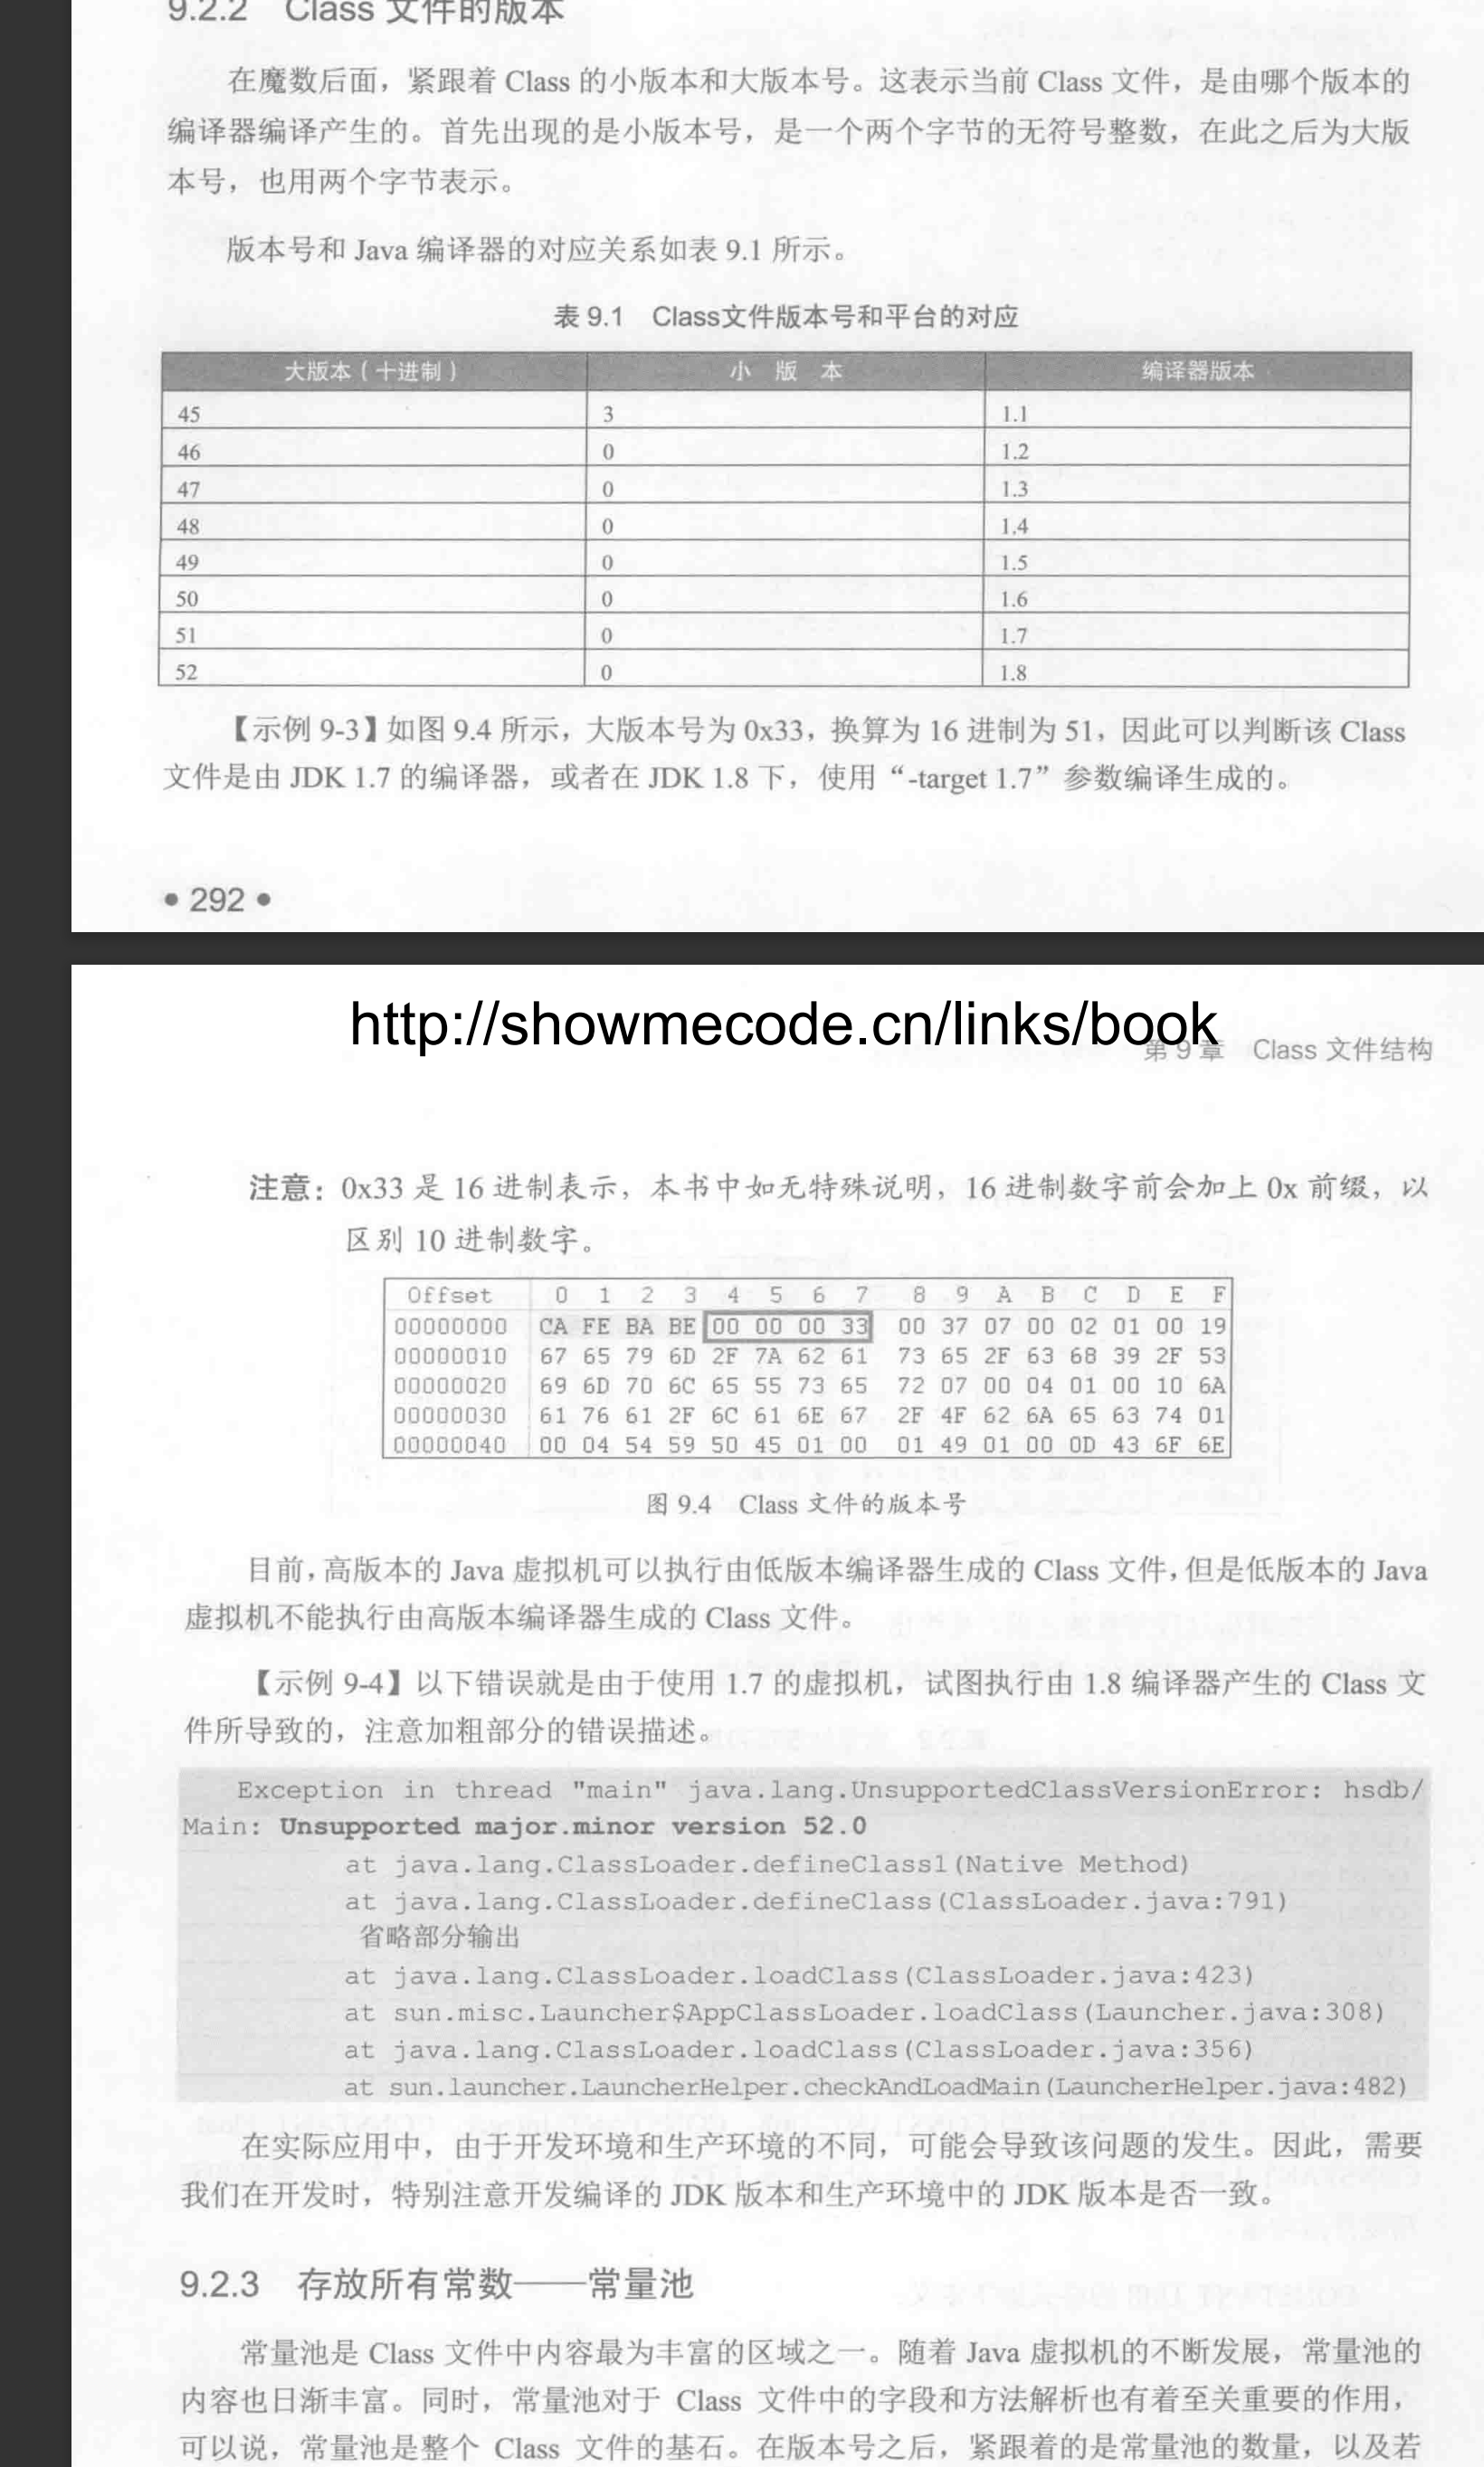 9.2.2 Class 文件的版本
在魔数后面，紧跟着 Class 的小版本和大版本号。这表示当前 Class 文件，是由哪个版本的
编译器编译产生的。首先出现的是小版本号，是一个两个字节的无符号整数，在此之后为大版
本号，也用两个字节表示。
版本号和 Java 编译器的对应关系如表 9.1 所示。
表 9.1 Class文件版本号和平台的对应
大版本（十进制） 小 版 本 编译器版本
45 3 1.1
46 0 1.2
47 0 1.3
48 0 1.4
49 0 1.5
50 0 1.6
51 0 1.7
52 0 1.8
【示例 9-3】如图 9.4 所示，大版本号为 0x33，换算为 16 进制为 51，因此可以判断该 Class
文件是由 JDK 1.7 的编译器，或者在 JDK 1.8 下，使用“-target 1.7”参数编译生成的。
• 292 •
http://showmecode.cn/links/book
第 9 章 Class 文件结构
注意：0x33 是 16 进制表示，本书中如无特殊说明，16 进制数字前会加上 0x 前缀，以
区别 10 进制数字。
Offset 0 1 2 3 4 5 6 7 8 9 A B C D E F
00000000 CA FE BA BE 00 00 00 33 00 37 07 00 02 01 00 19
00000010 67 65 79 6D 2F 7A 62 61 73 65 2F 63 68 39 2F 53
00000020 69 6D 70 6C 65 55 73 65 72 07 00 04 01 00 10 6A
00000030 61 76 61 2F 6C 61 6E 67 2F 4F 62 6A 65 63 74 01
00000040 00 04 54 59 50 45 01 00 01 49 01 00 0D 43 6F 6E
图 9.4 Class 文件的版本号
目前，高版本的 Java 虚拟机可以执行由低版本编译器生成的 Class 文件，但是低版本的 Java
虚拟机不能执行由高版本编译器生成的 Class 文件。
【示例 9-4】以下错误就是由于使用 1.7 的虚拟机，试图执行由 1.8 编译器产生的 Class 文
件所导致的，注意加粗部分的错误描述。
Exception in thread "main" java.lang.UnsupportedClassVersionError: hsdb/
Main: Unsupported major.minor version 52.0
at java.lang.ClassLoader.defineClass1(Native Method)
at java.lang.ClassLoader.defineClass(ClassLoader.java:791)
省略部分输出
at java.lang.ClassLoader.loadClass(ClassLoader.java:423)
at sun.misc.Launcher$AppClassLoader.loadClass(Launcher.java:308)
at java.lang.ClassLoader.loadClass(ClassLoader.java:356)
at sun.launcher.LauncherHelper.checkAndLoadMain(LauncherHelper.java:482)
在实际应用中，由于开发环境和生产环境的不同，可能会导致该问题的发生。因此，需要
我们在开发时，特别注意开发编译的 JDK 版本和生产环境中的 JDK 版本是否一致。
9.2.3 存放所有常数——常量池
常量池是 Class 文件中内容最为丰富的区域之一。随着 Java 虚拟机的不断发展，常量池的
内容也日渐丰富。同时，常量池对于 Class 文件中的字段和方法解析也有着至关重要的作用，
可以说，常量池是整个 Class 文件的基石。在版本号之后，紧跟着的是常量池的数量，以及若